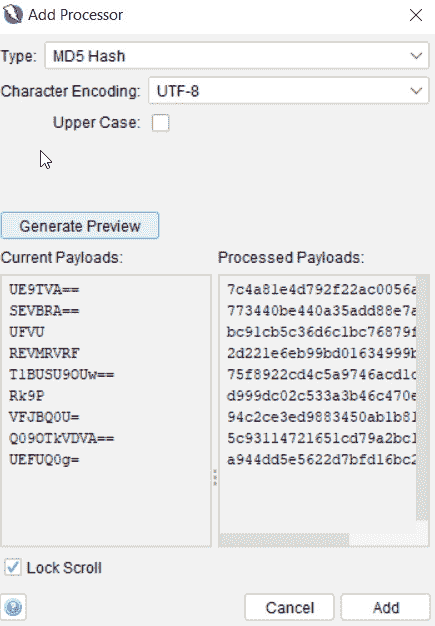 Add Processor
Type: MD5 Hash
Character Encoding: UTF-8
Upper Case:
Generate Preview
Current Payloads: Processed Payloads:
UE9TVA== 7c4a81e4d792f22ac0056a
SEVBRA== 773440be440a35add88e7a
UFVU bc91cb5c36d6c1bc76879f
REVMRVRF 2d221e6eb99bd01634999b
T1BUSU9OUw== 75f8922cd4c5a9746acd1c
Rk9P d999dc02c533a3b46c470e
VFJBQ0U= 94c2ce3ed9883450ab1b81
Q09OTkVDVA== 5c93114721651cd79a2bc1
UEFUQ0g= a944dd5e5622d7bfd16bc2
Lock Scroll
Cancel Add